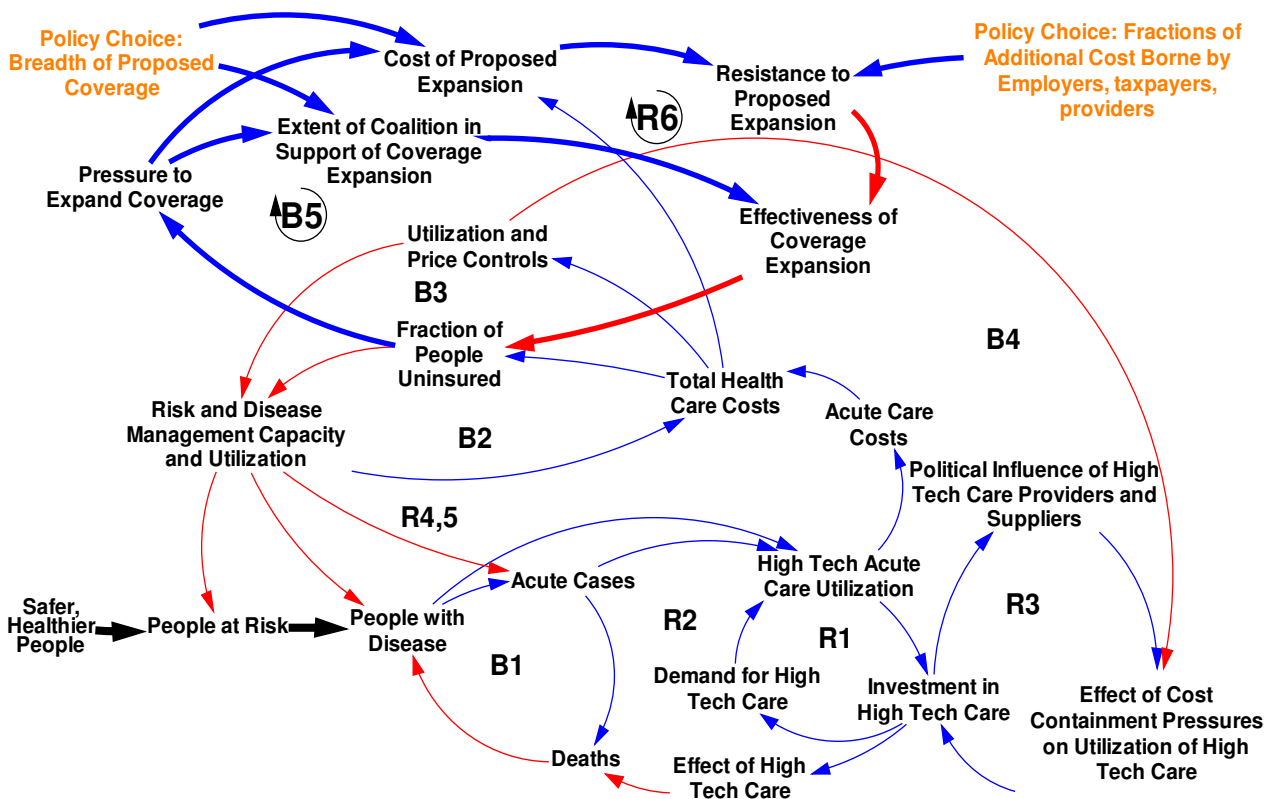 Policy Choice:
Breadth of Proposed
Coverage
Cost of Proposed
Expansion
Resistance to
Proposed
Expansion
Policy Choice: Fractions of
Additional Cost Borne by
Employers, taxpayers,
providers
R6
Extent of Coalition in
Support of Coverage
Expansion
Pressure to
Expand Coverage
B5
Effectiveness of
Coverage
Expansion
Utilization and
Price Controls
B3
Fraction of
People
Uninsured
B4
Total Health
Care Costs
Risk and Disease
Management Capacity
and Utilization
B2
Acute Care
Costs
Political Influence of High
Tech Care Providers and
Suppliers
R4,5
Acute Cases
High Tech Acute
Care Utilization
Safer,
Healthier
People
People at Risk
People with
Disease
R2
R1
R3
B1
Demand for High
Tech Care
Investment in
High Tech Care
Effect of Cost
Containment Pressures
on Utilization of High
Tech Care
Deaths
Effect of High
Tech Care